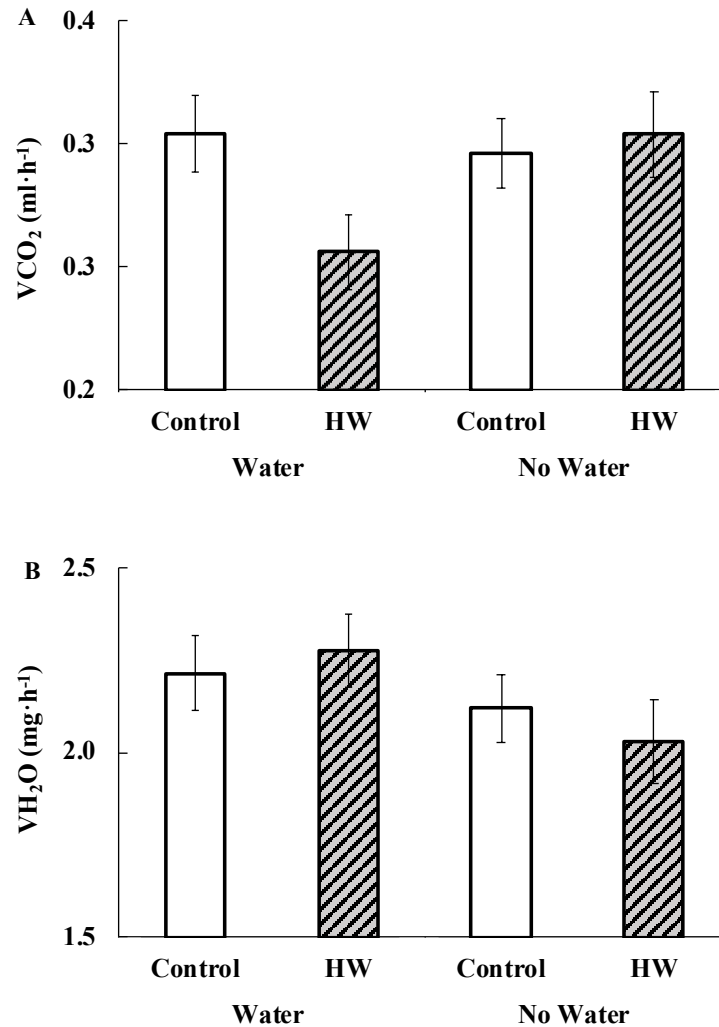 A
0.4
0.3
0.3
0.2
VCO₂ (ml·h⁻¹)
Control HW Control HW
Water No Water
B
2.5
2.0
1.5
VH₂O (mg·h⁻¹)
Control HW Control HW
Water No Water